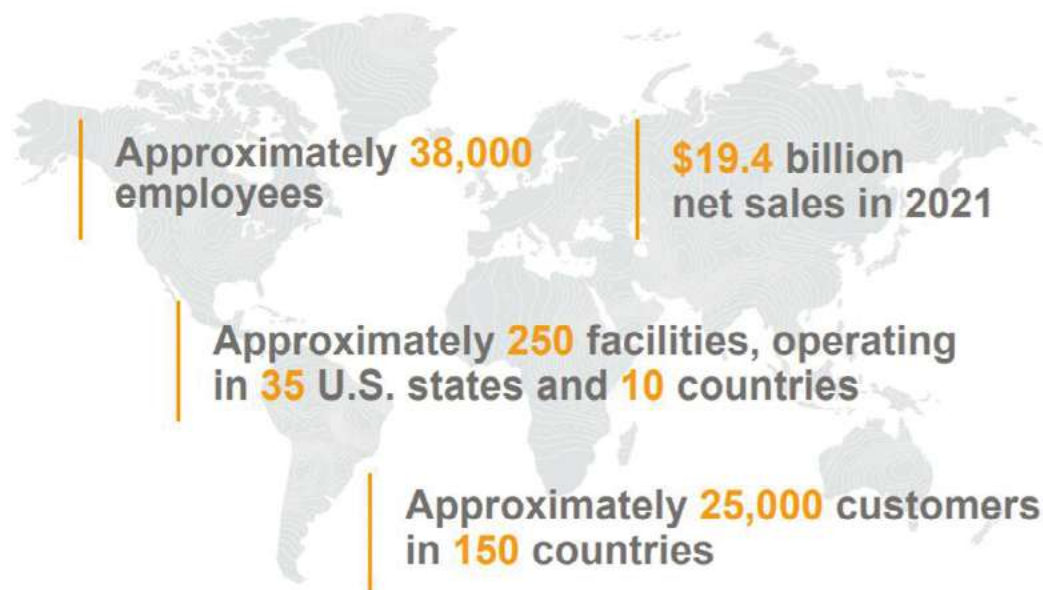 Approximately 38,000
employees
$19.4 billion
net sales in 2021
Approximately 250 facilities, operating
in 35 U.S. states and 10 countries
Approximately 25,000 customers
in 150 countries